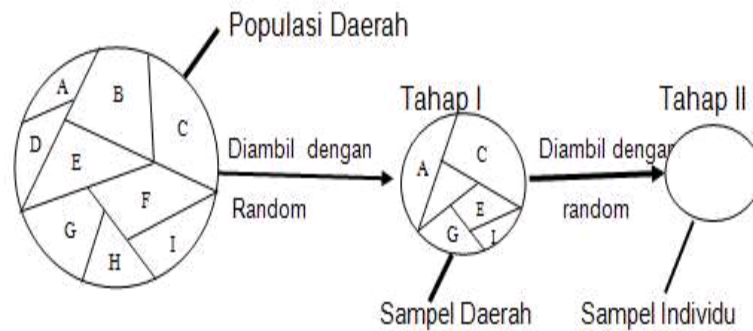 Populasi Daerah
A
B
C
D
E
F
G
H
I
Diambil dengan
Random
Tahap I
A
C
E
G
I
Sampel Daerah
Diambil dengan
random
Tahap II
Sampel Individu